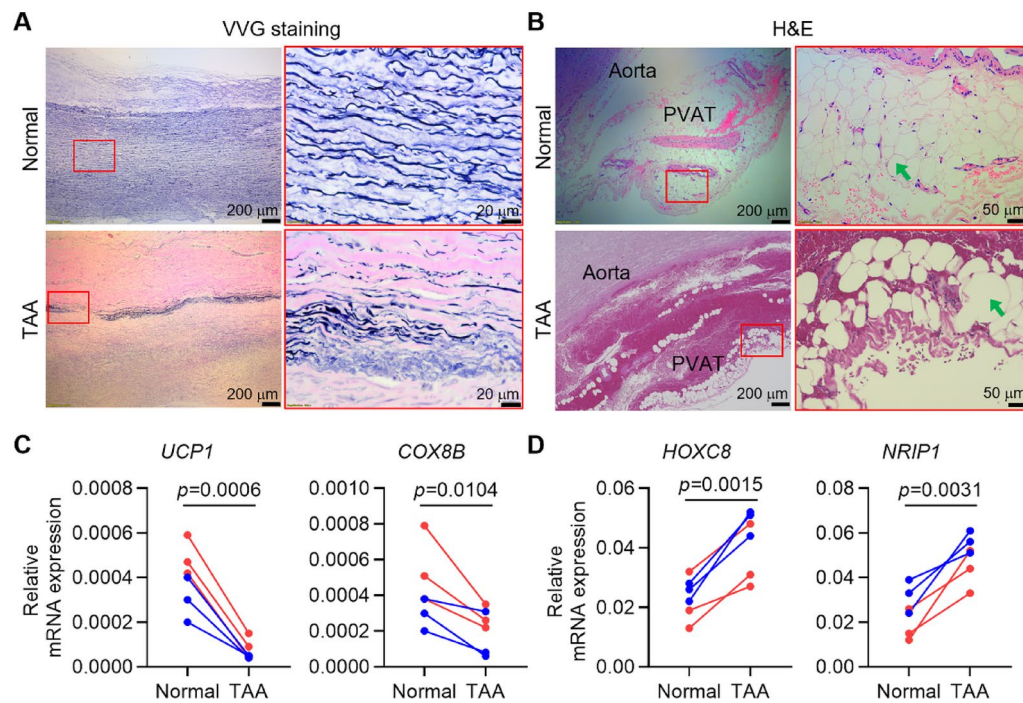 A
VVG staining
Normal
200 μm
20 μm
TAA
200 μm
20 μm
B
H&E
Normal
Aorta
PVAT
200 μm
50 μm
TAA
Aorta
PVAT
200 μm
50 μm
C
UCP1
Relative
mRNA expression
0.0008
0.0006
0.0004
0.0002
0.0000
p=0.0006
Normal TAA
COX8B
0.0010
0.0008
0.0006
0.0004
0.0002
0.0000
p=0.0104
Normal TAA
D
HOXC8
Relative
mRNA expression
0.06
0.04
0.02
0.00
p=0.0015
Normal TAA
NRIP1
0.08
0.06
0.04
0.02
0.00
p=0.0031
Normal TAA